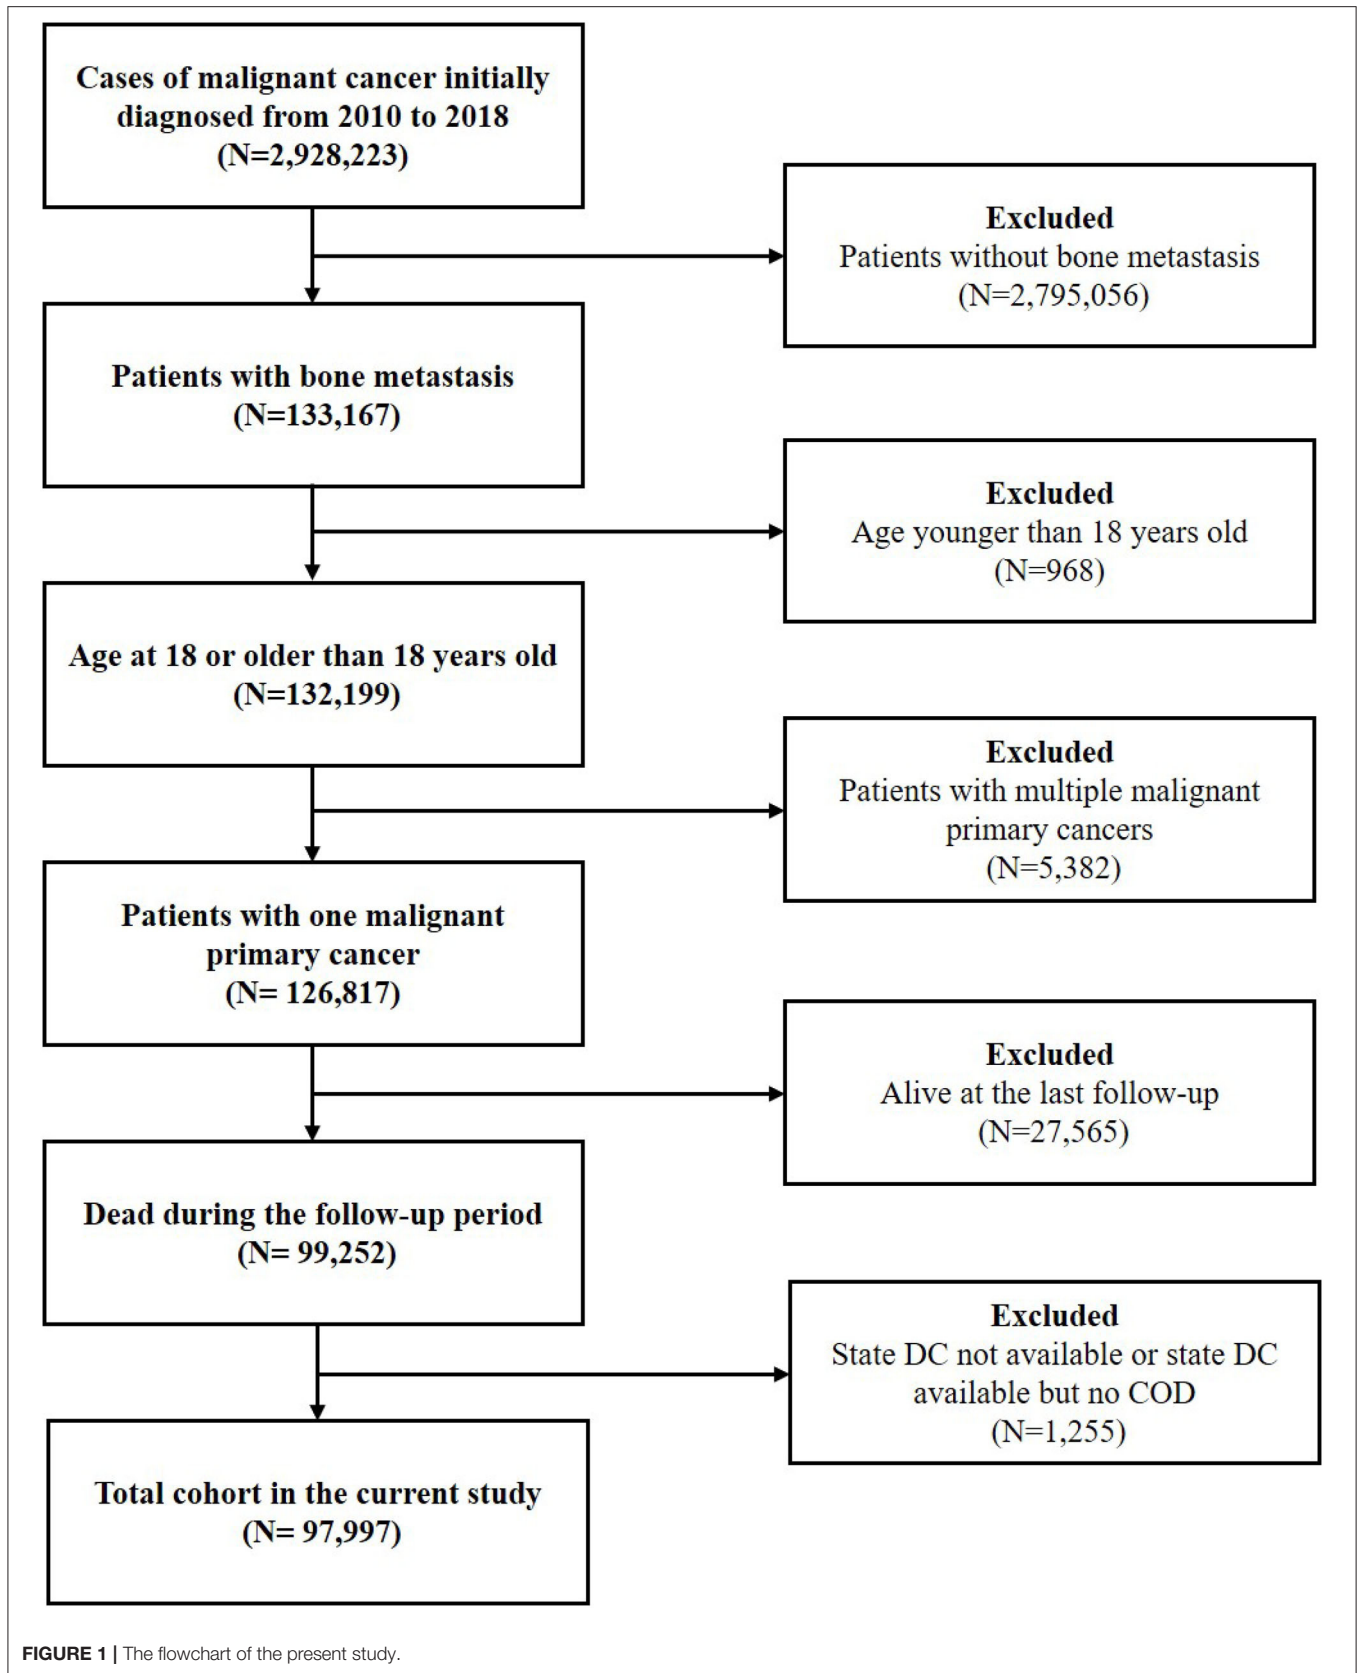 Cases of malignant cancer initially
diagnosed from 2010 to 2018
(N=2,928,223)
Excluded
Patients without bone metastasis
(N=2,795,056)
Patients with bone metastasis
(N=133,167)
Excluded
Age younger than 18 years old
(N=968)
Age at 18 or older than 18 years old
(N=132,199)
Excluded
Patients with multiple malignant
primary cancers
(N=5,382)
Patients with one malignant
primary cancer
(N= 126,817)
Excluded
Alive at the last follow-up
(N=27,565)
Dead during the follow-up period
(N= 99,252)
Excluded
State DC not available or state DC
available but no COD
(N=1,255)
Total cohort in the current study
(N= 97,997)
FIGURE 1 | The flowchart of the present study.